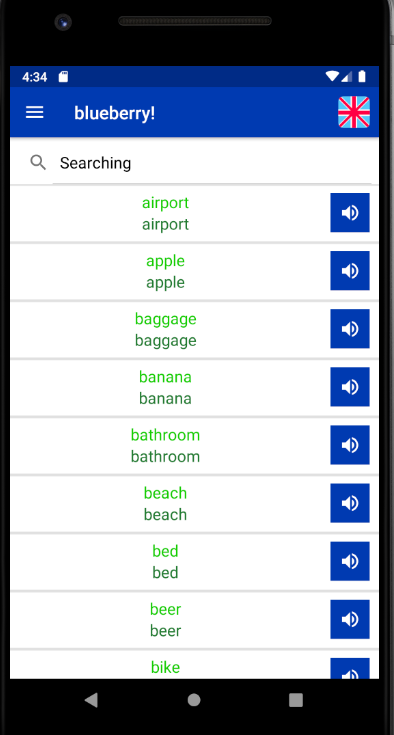 4:34
blueberry!
Searching
airport
airport
apple
apple
baggage
baggage
banana
banana
bathroom
bathroom
beach
beach
bed
bed
beer
beer
bike